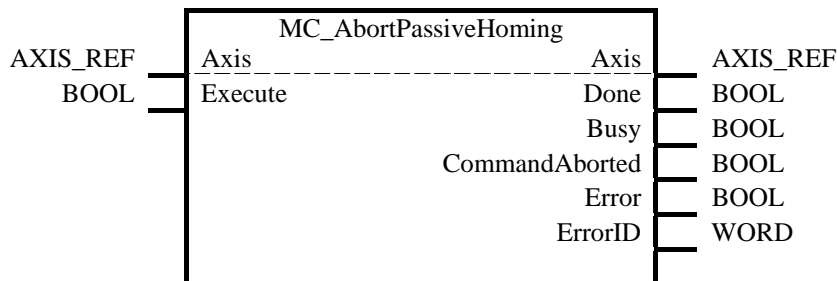 MC_AbortPassiveHoming
AXIS_REF Axis Axis AXIS_REF
BOOL Execute Done BOOL
Busy BOOL
CommandAborted BOOL
Error BOOL
ErrorID WORD